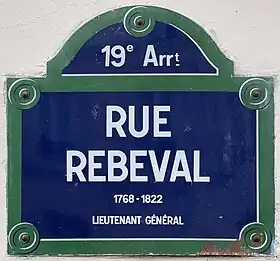 19e Arrt
RUE
REBEVAL
1768-1822
LIEUTENANT GÉNÉRAL